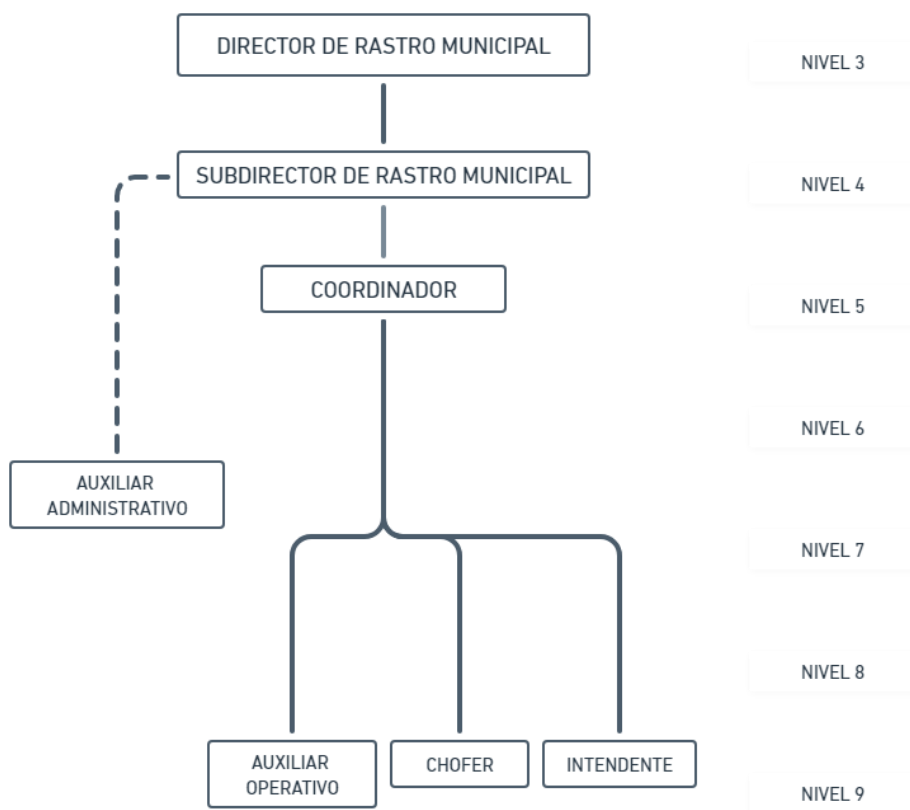 DIRECTOR DE RASTRO MUNICIPAL
NIVEL 3
SUBDIRECTOR DE RASTRO MUNICIPAL
NIVEL 4
COORDINADOR
NIVEL 5
NIVEL 6
AUXILIAR
ADMINISTRATIVO
NIVEL 7
NIVEL 8
AUXILIAR
OPERATIVO
CHOFER
INTENDENTE
NIVEL 9